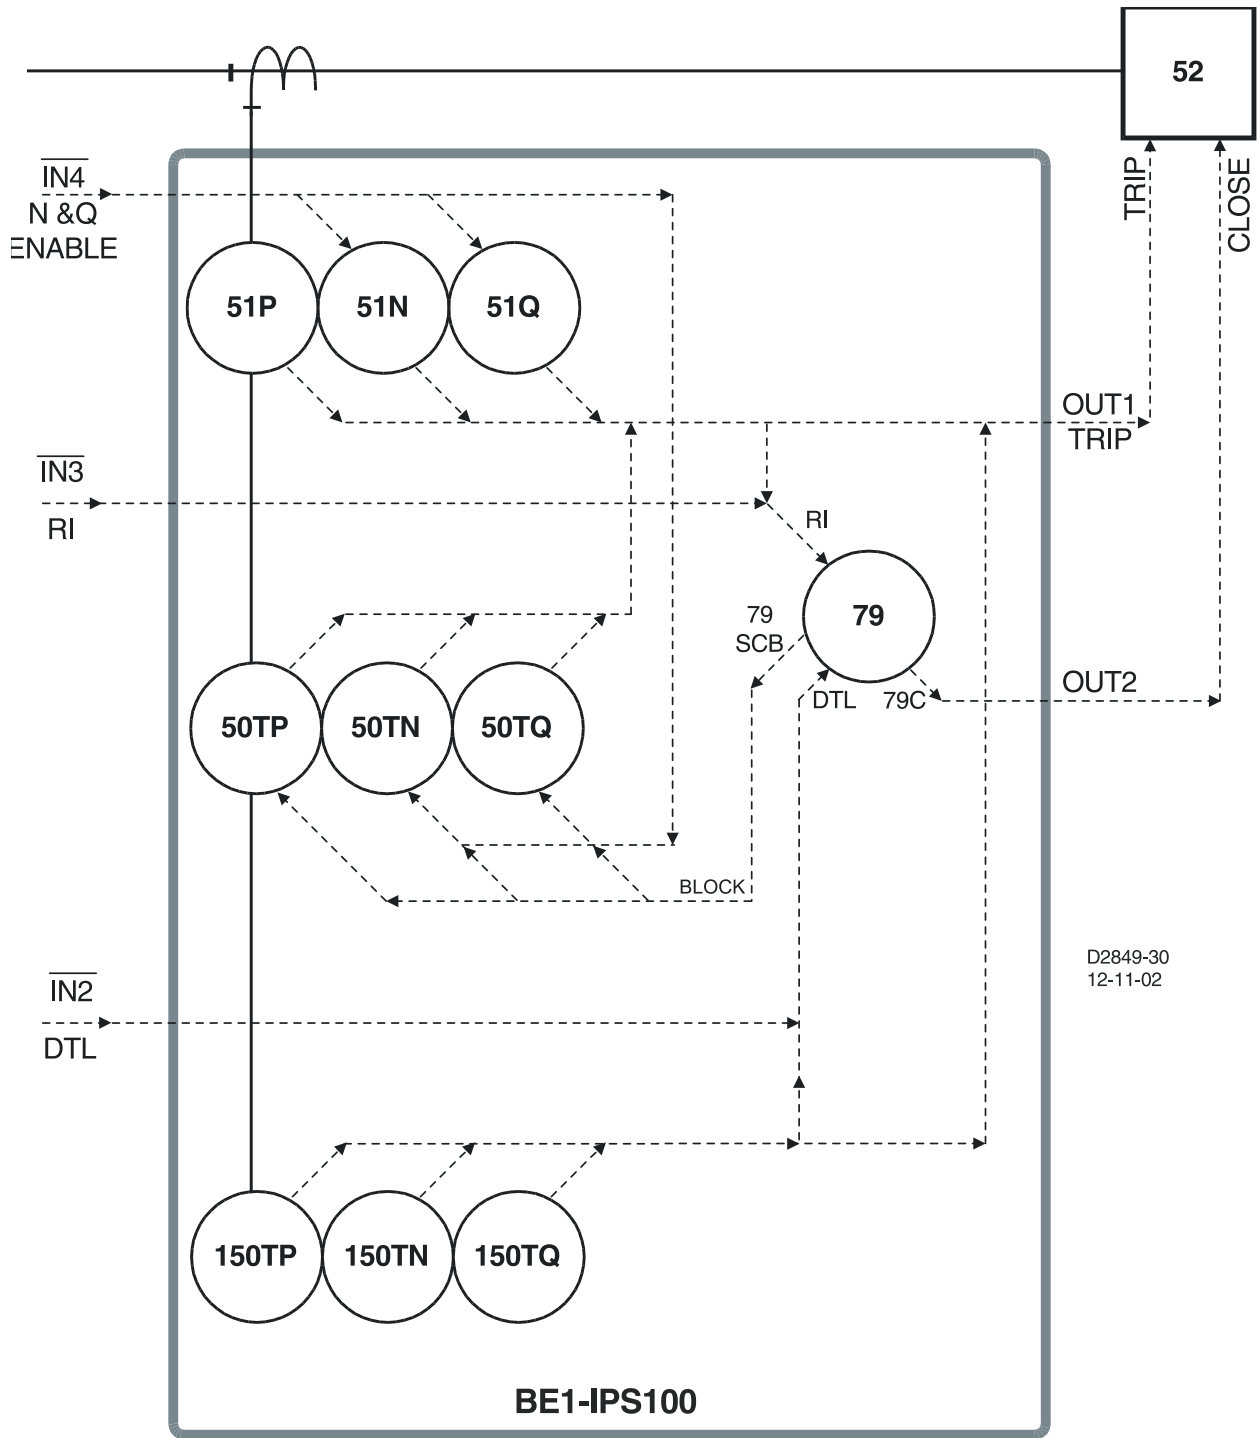 52
TRIP
CLOSE
IN4
N &Q
ENABLE
51P
51N
51Q
OUT1
TRIP
IN3
RI
RI
79
79
SCB
DTL
79C
OUT2
50TP
50TN
50TQ
BLOCK
D2849-30
12-11-02
IN2
DTL
150TP
150TN
150TQ
BE1-IPS100